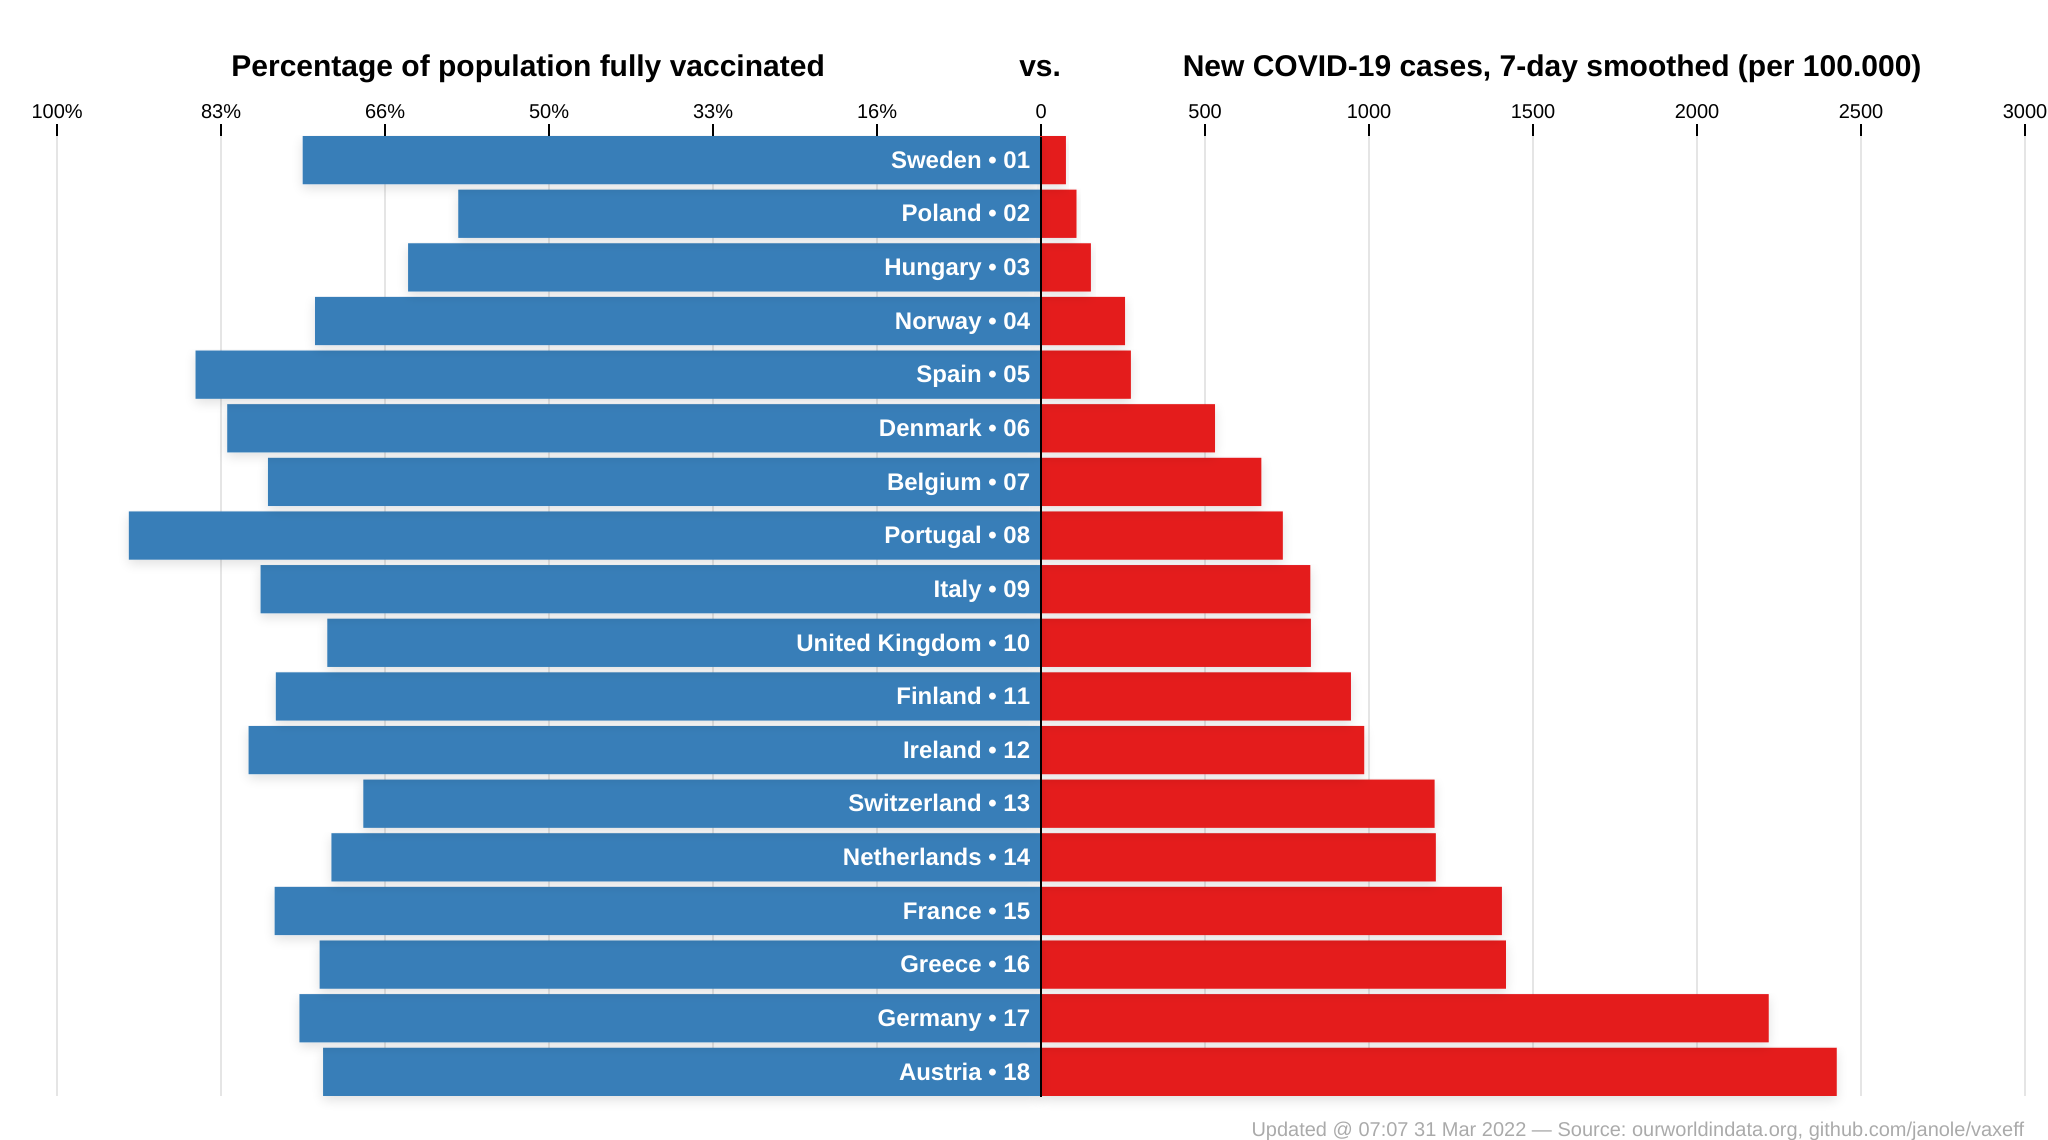 Percentage of population fully vaccinated vs. New COVID-19 cases, 7-day smoothed (per 100.000)
100% 83% 66% 50% 33% 16% 0 500 1000 1500 2000 2500 3000
Sweden • 01
Poland • 02
Hungary • 03
Norway • 04
Spain • 05
Denmark • 06
Belgium • 07
Portugal • 08
Italy • 09
United Kingdom • 10
Finland • 11
Ireland • 12
Switzerland • 13
Netherlands • 14
France • 15
Greece • 16
Germany • 17
Austria • 18
Updated @ 07:07 31 Mar 2022 — Source: ourworldindata.org, github.com/janole/vaxeff